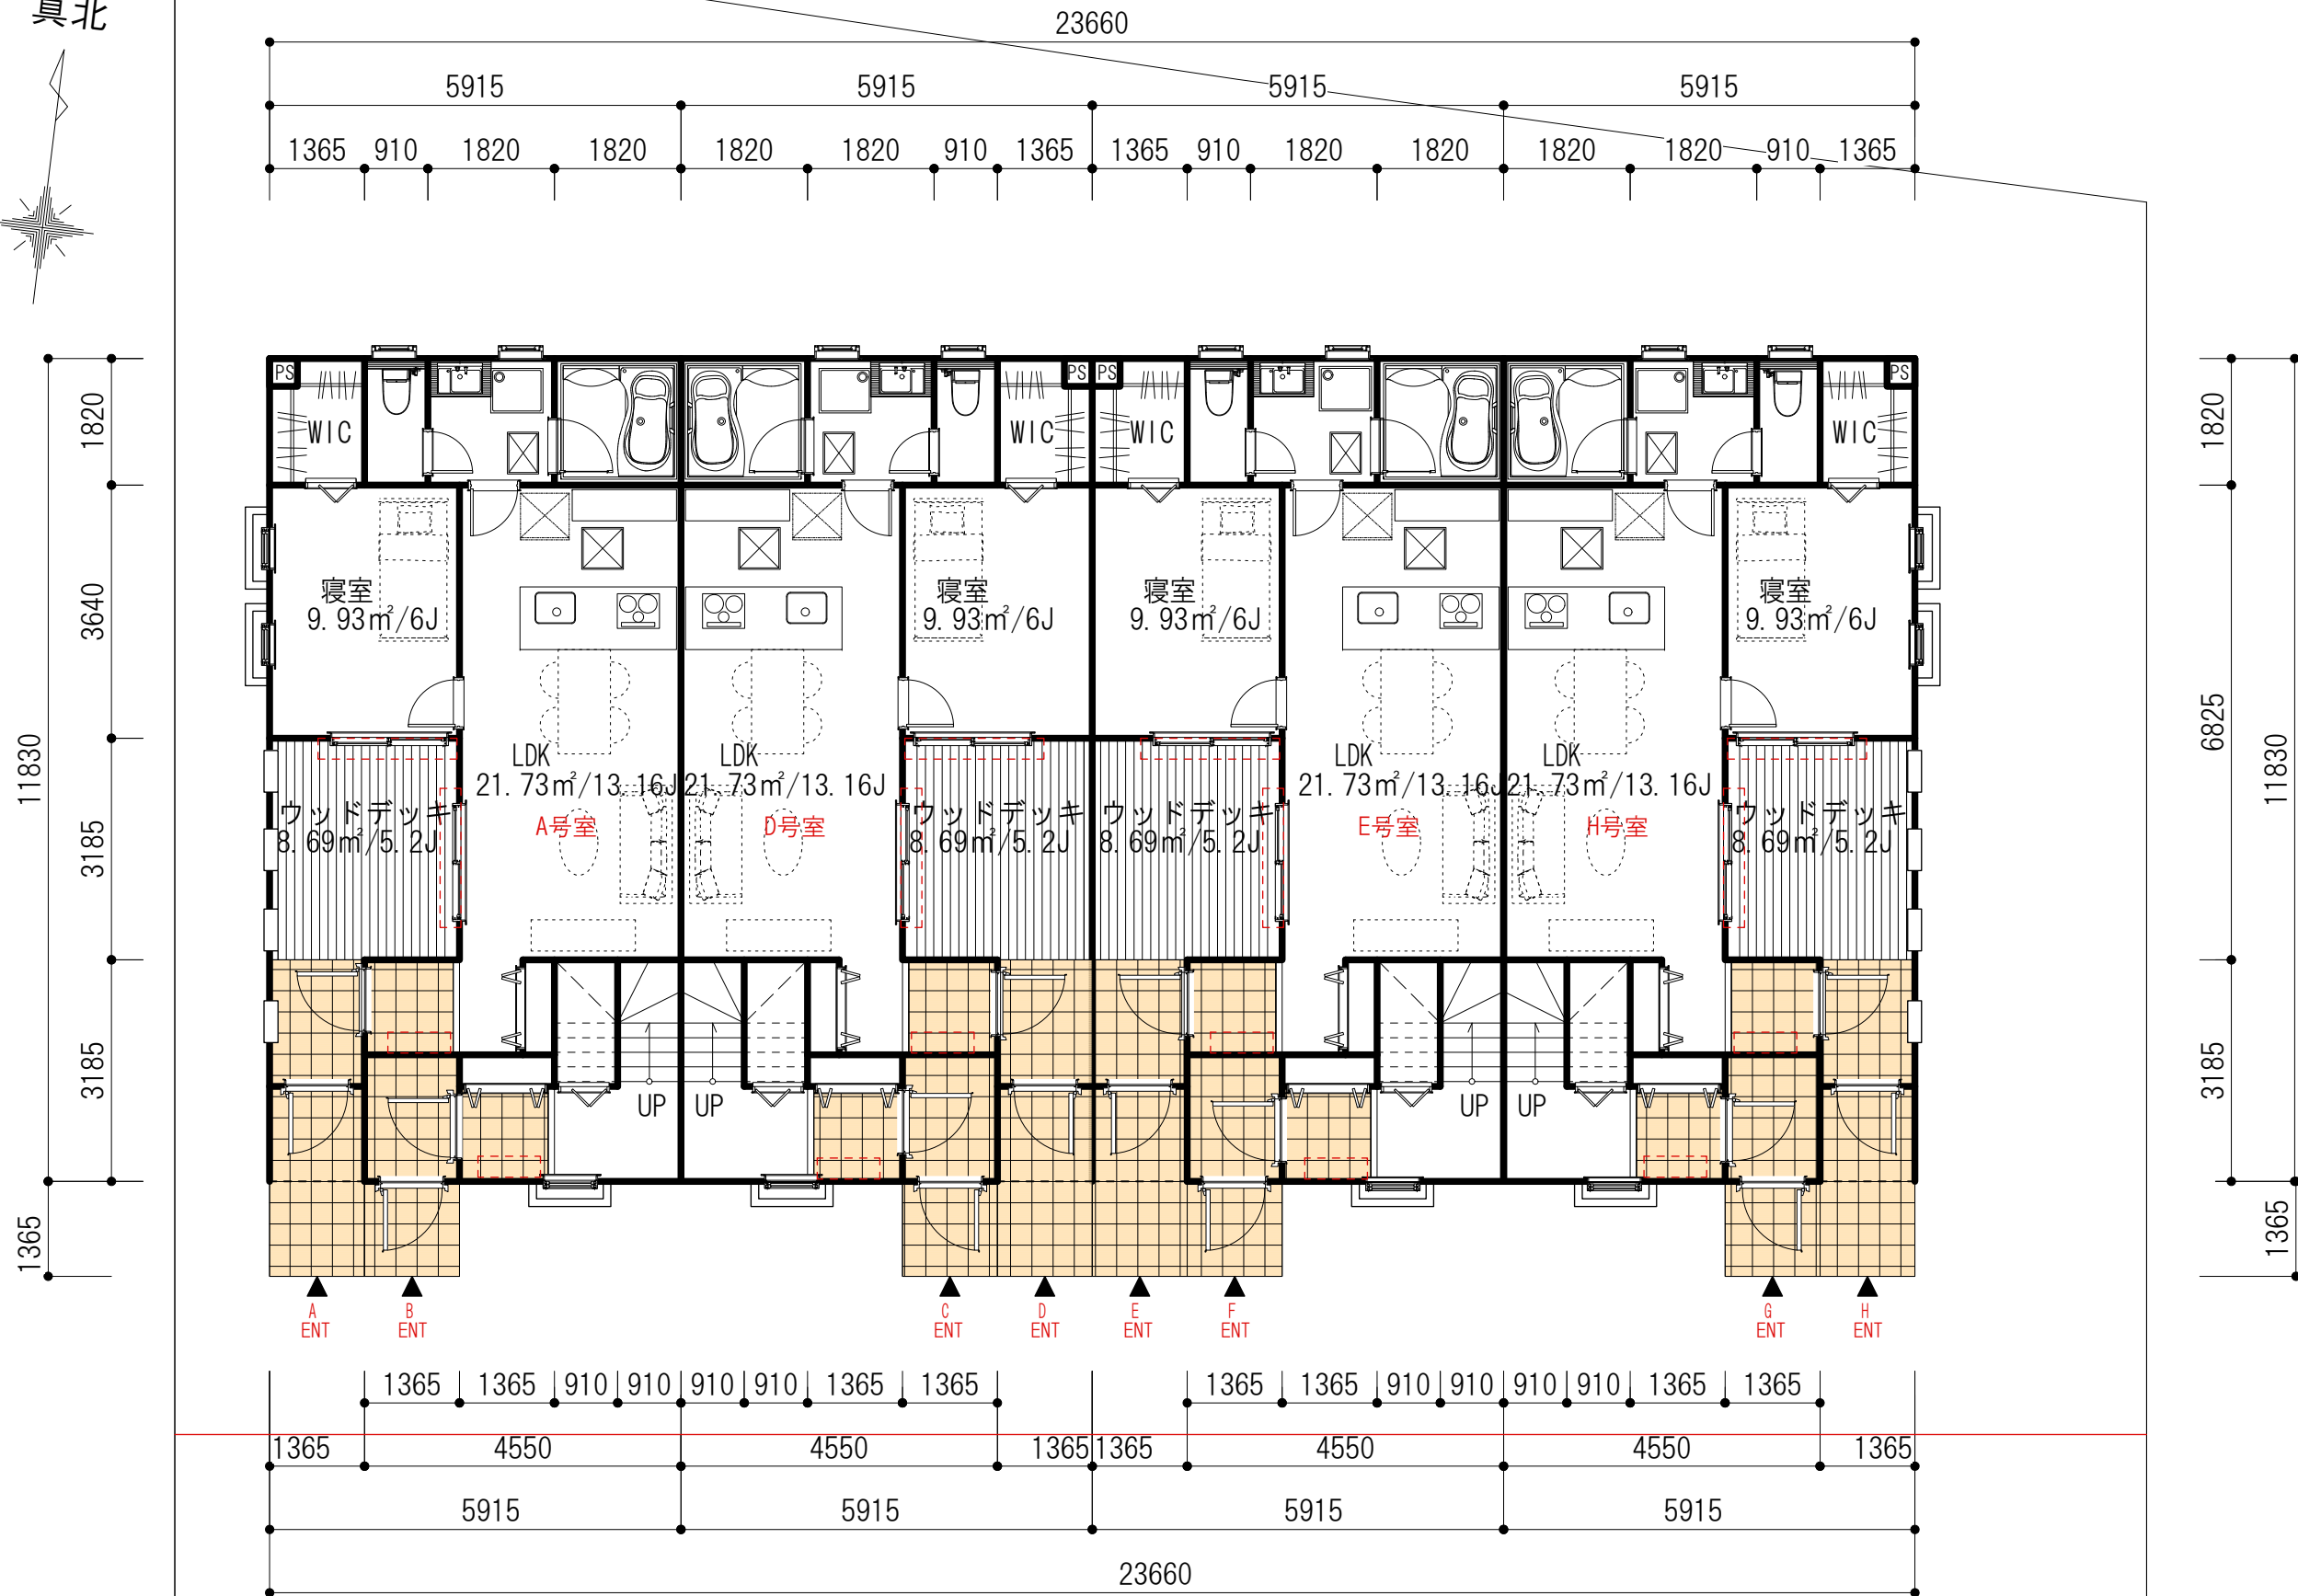 真北
23660
5915 5915 5915 5915
1365 910 1820 1820 1820 1820 910 1365 1365 910 1820 1820 1820 1820 910 1365
PS PS PS PS
WIC WIC WIC WIC
1820 1820
3640
寝室 寝室 寝室 寝室
9.93㎡/6J 9.93㎡/6J 9.93㎡/6J 9.93㎡/6J
11830 6825 11830
LDK LDK LDK LDK
21.73㎡/13.16J 21.73㎡/13.16J 21.73㎡/13.16J 21.73㎡/13.16J
ウッドデッキ ウッドデッキ ウッドデッキ ウッドデッキ
A号室 D号室 E号室 H号室
8.69㎡/5.2J 8.69㎡/5.2J 8.69㎡/5.2J 8.69㎡/5.2J
3185
3185 3185
UP UP UP UP
1365 1365
A B C D E F G H
ENT ENT ENT ENT ENT ENT ENT ENT
1365 1365 910 910 910 910 1365 1365 1365 1365 910 910 910 910 1365 1365
1365 4550 4550 1365 1365 4550 4550 1365
5915 5915 5915 5915
23660